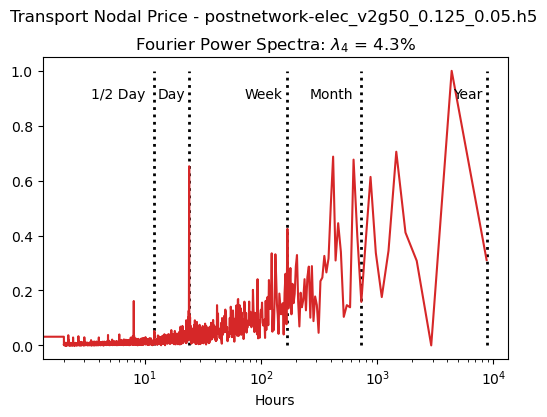 Transport Nodal Price - postnetwork-elec_v2g50_0.125_0.05.h5
Fourier Power Spectra: λ₄ = 4.3%
1/2 Day Day Week Month Year
1.0
0.8
0.6
0.4
0.2
0.0
10¹ 10² 10³ 10⁴
Hours